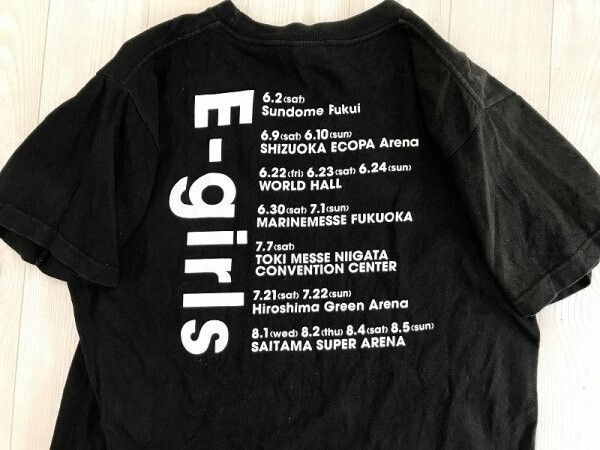 E-girls
6.2(sat)
Sundome Fukui
6.9(sat) 6.10(sun)
SHIZUOKA ECOPA Arena
6.22(fri) 6.23(sat) 6.24(sun)
WORLD HALL
6.30(sat) 7.1(sun)
MARINEMESSE FUKUOKA
7.7(sat)
TOKI MESSE NIIGATA
CONVENTION CENTER
7.21(sat) 7.22(sun)
Hiroshima Green Arena
8.1(wed) 8.2(thu) 8.4(sat) 8.5(sun)
SAITAMA SUPER ARENA